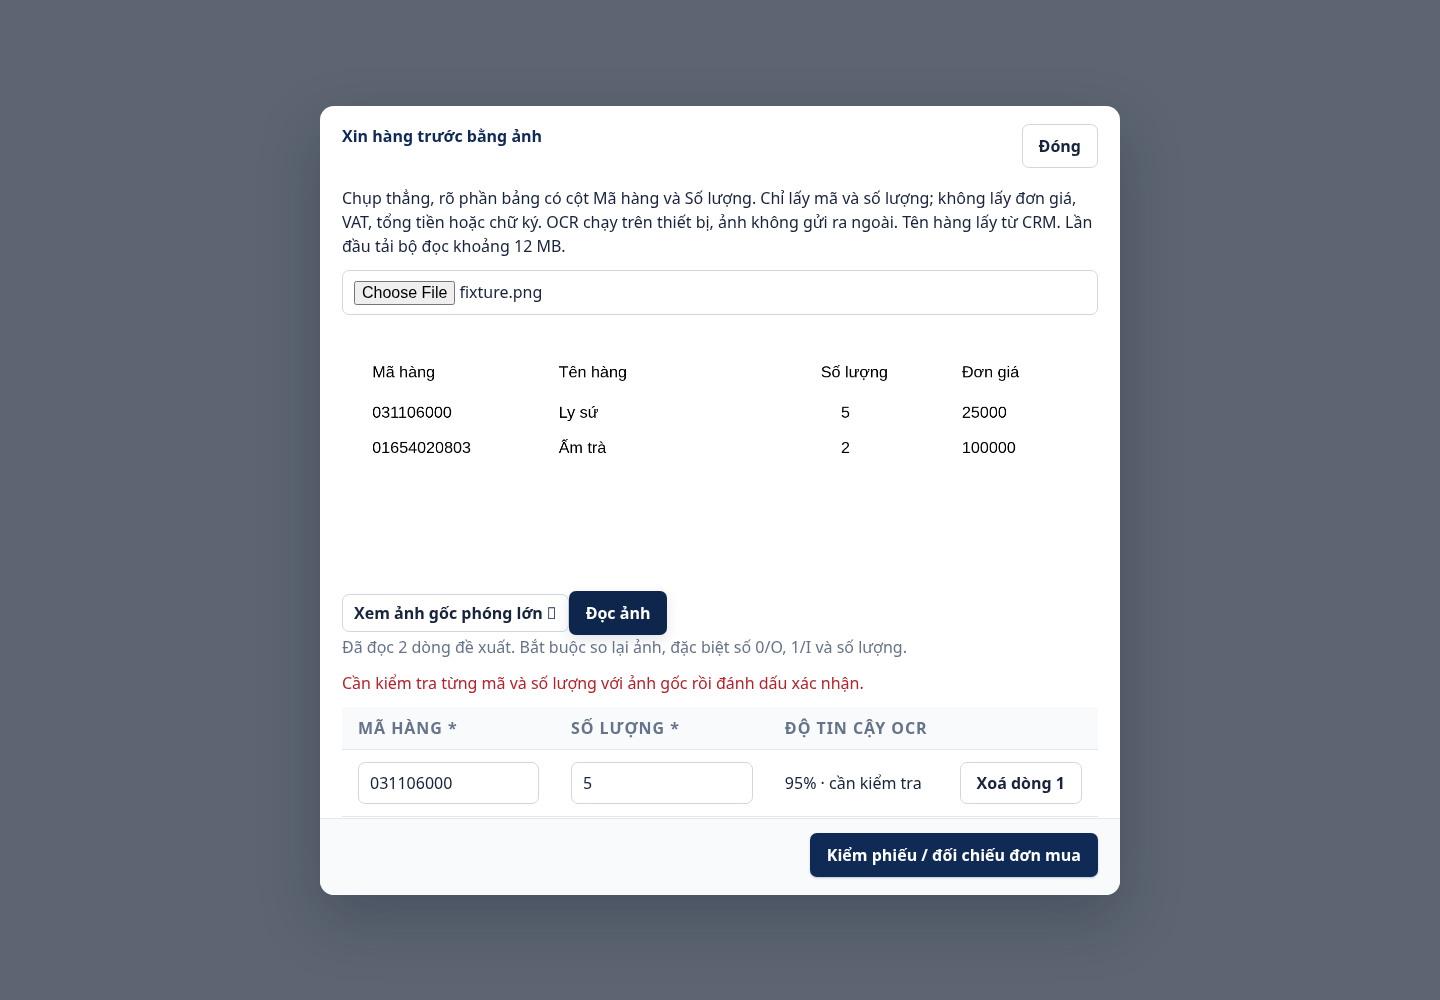 Xin hàng trước bằng ảnh
Đóng
Chụp thẳng, rõ phần bảng có cột Mã hàng và Số lượng. Chỉ lấy mã và số lượng; không lấy đơn giá,
VAT, tổng tiền hoặc chữ ký. OCR chạy trên thiết bị, ảnh không gửi ra ngoài. Tên hàng lấy từ CRM. Lần
đầu tải bộ đọc khoảng 12 MB.
Choose File fixture.png
Mã hàng Tên hàng Số lượng Đơn giá
031106000 Ly sứ 5 25000
01654020803 Ấm trà 2 100000
Xem ảnh gốc phóng lớn Đọc ảnh
Đã đọc 2 dòng đề xuất. Bắt buộc so lại ảnh, đặc biệt số 0/O, 1/I và số lượng.
Cần kiểm tra từng mã và số lượng với ảnh gốc rồi đánh dấu xác nhận.
MÃ HÀNG * SỐ LƯỢNG * ĐỘ TIN CẬY OCR
031106000 5 95% · cần kiểm tra Xoá dòng 1
Kiểm phiếu / đối chiếu đơn mua